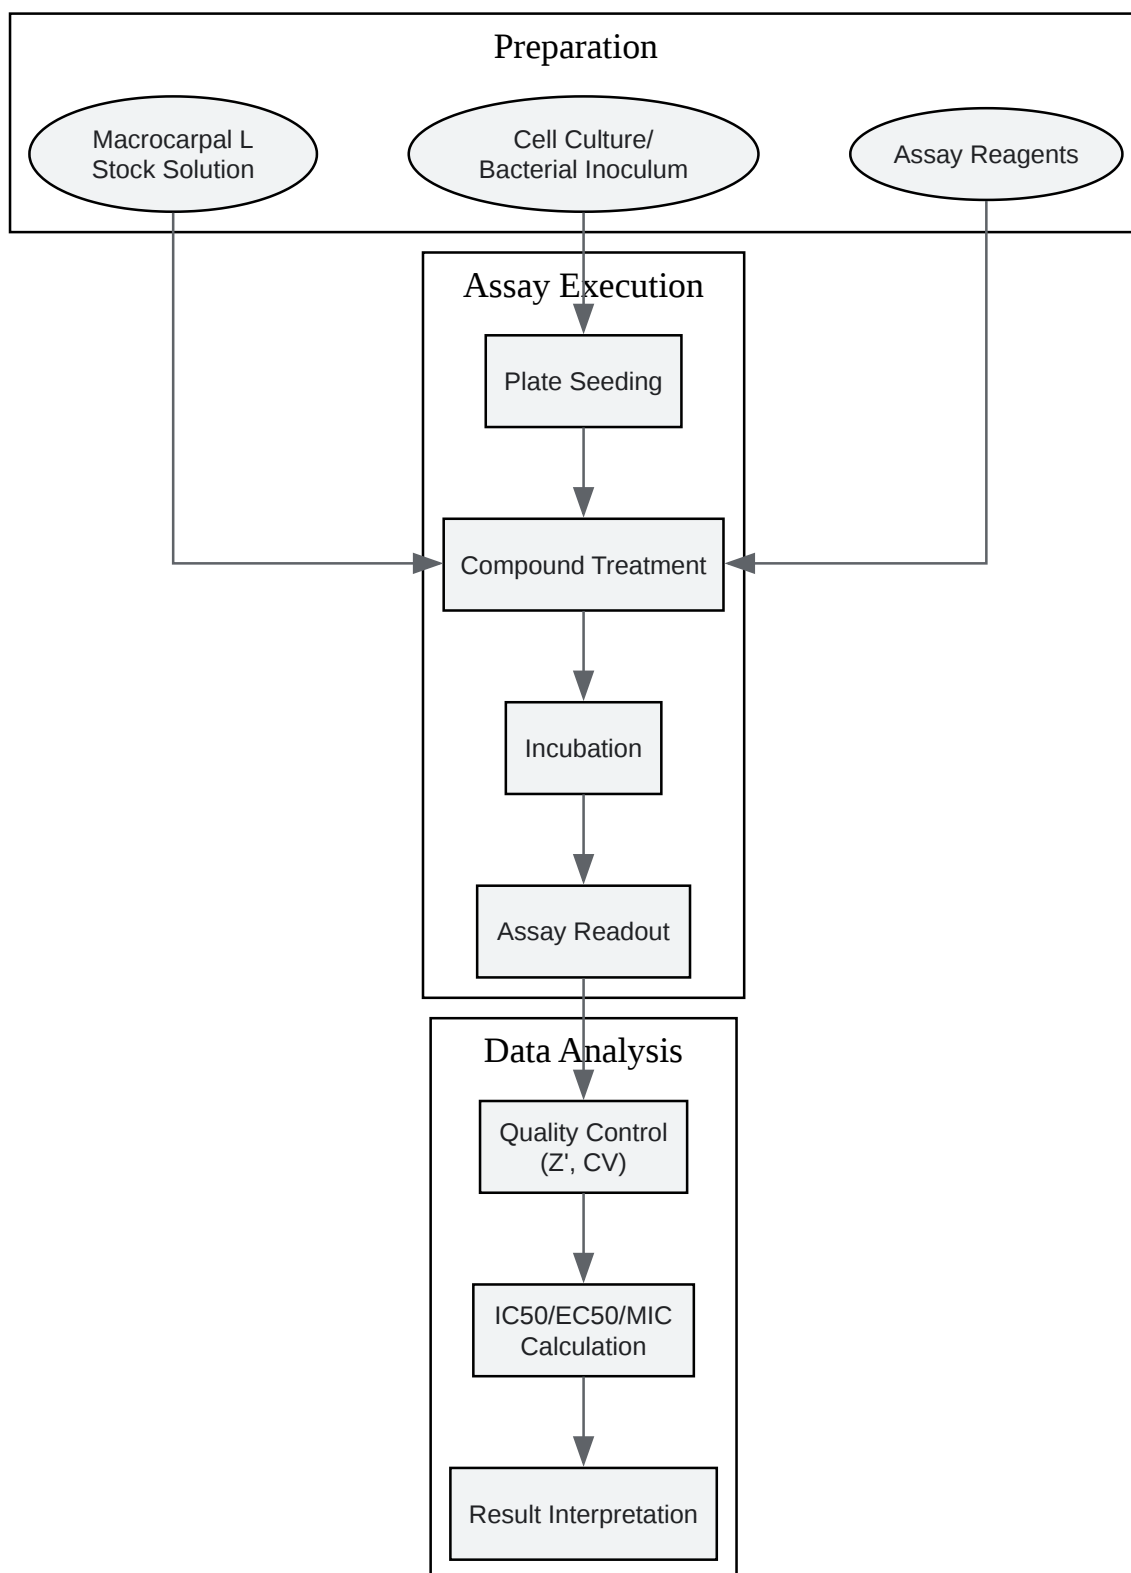 Preparation
Macrocarpal L
Stock Solution
Cell Culture/
Bacterial Inoculum
Assay Reagents
Assay Execution
Plate Seeding
Compound Treatment
Incubation
Assay Readout
Data Analysis
Quality Control
(Z', CV)
IC50/EC50/MIC
Calculation
Result Interpretation